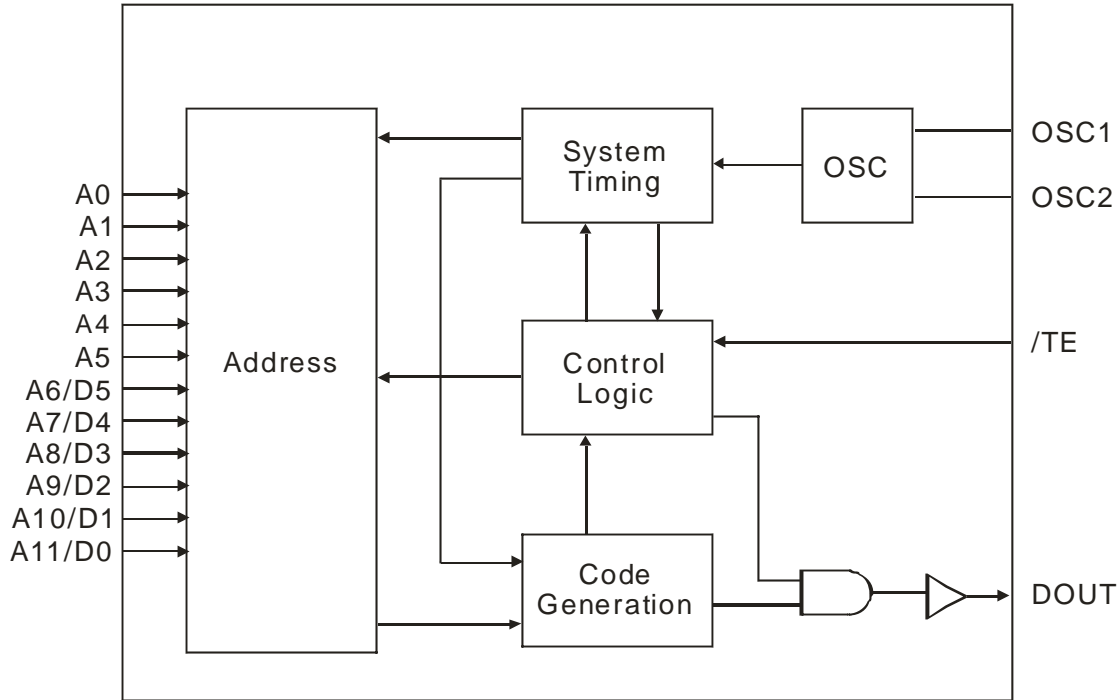 A0
A1
A2
A3
A4
A5
A6/D5
A7/D4
A8/D3
A9/D2
A10/D1
A11/D0
Address
System
Timing
OSC
OSC1
OSC2
Control
Logic
/TE
Code
Generation
DOUT